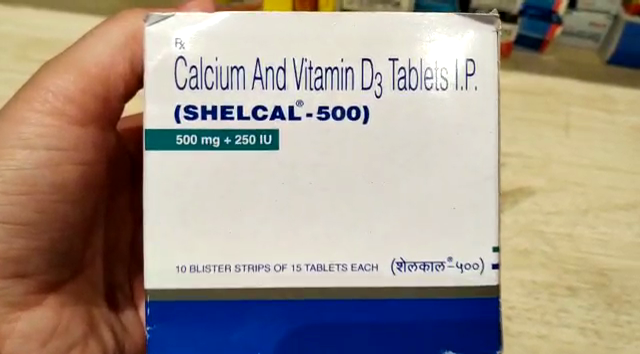 Rx
Calcium And Vitamin D3 Tablets I.P.
(SHELCAL®-500)
500 mg + 250 IU
10 BLISTER STRIPS OF 15 TABLETS EACH (शेलकाल®-५००)